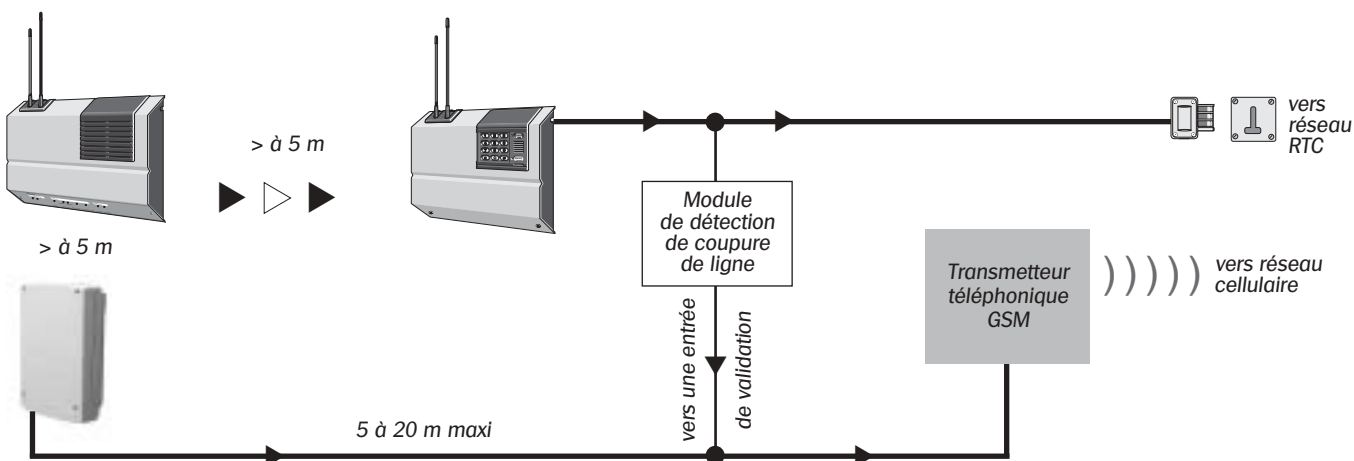 > à 5 m
> à 5 m
vers
réseau
RTC
Module
de détection
de coupure
de ligne
Transmetteur
téléphonique
GSM
vers réseau
cellulaire
vers une entrée
de validation
5 à 20 m maxi